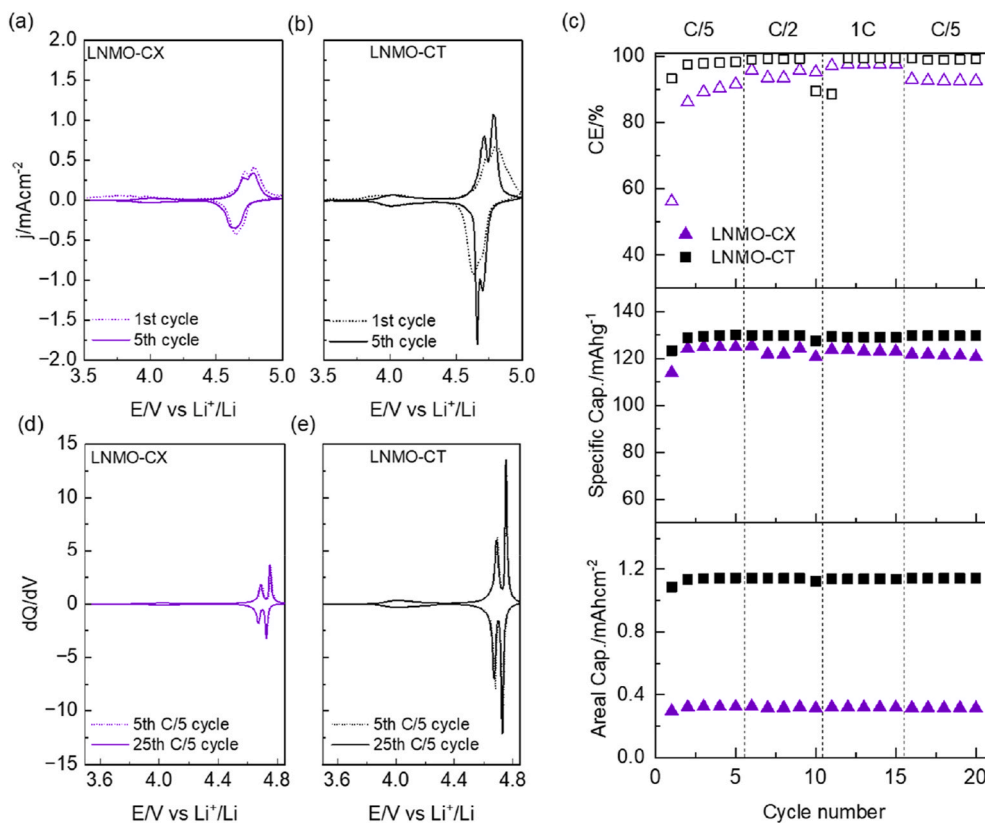 (a)
LNMO-CX
2.0
1.5
1.0
0.5
0.0
−0.5
−1.0
−1.5
−2.0
j/mAcm⁻²
1st cycle
5th cycle
3.5 4.0 4.5 5.0
E/V vs Li⁺/Li
(b)
LNMO-CT
1st cycle
5th cycle
3.5 4.0 4.5 5.0
E/V vs Li⁺/Li
(c)
C/5 C/2 1C C/5
100
80
60
40
CE/%
LNMO-CX
LNMO-CT
140
120
100
80
60
Specific Cap./mAhg⁻¹
1.2
0.8
0.4
0.0
Areal Cap./mAhcm⁻²
0 5 10 15 20
Cycle number
(d)
LNMO-CX
15
10
5
0
−5
−10
−15
dQ/dV
5th C/5 cycle
25th C/5 cycle
3.6 4.0 4.4 4.8
E/V vs Li⁺/Li
(e)
LNMO-CT
5th C/5 cycle
25th C/5 cycle
3.6 4.0 4.4 4.8
E/V vs Li⁺/Li